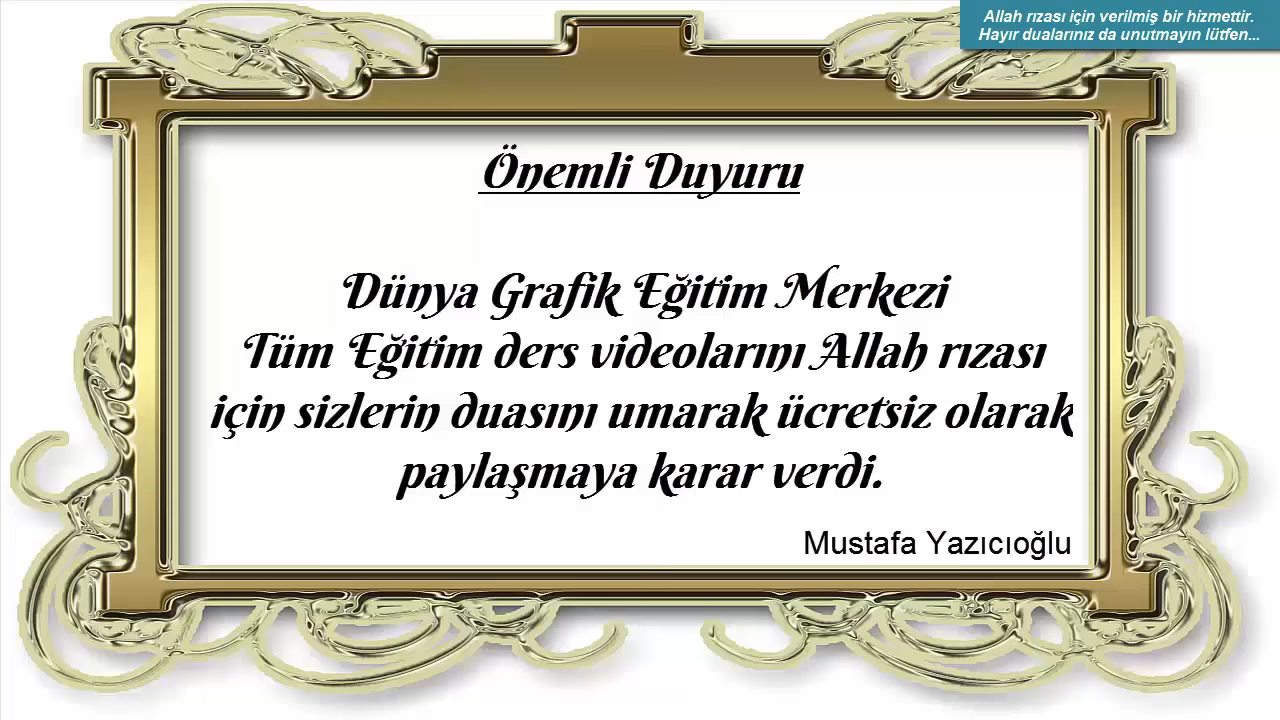 Allah rızası için verilmiş bir hizmettir.
Hayır dualarınız da unutmayın lütfen...
Önemli Duyuru
Dünya Grafik Eğitim Merkezi
Tüm Eğitim ders videolarını Allah rızası
için sizlerin duasını umarak ücretsiz olarak
paylaşmaya karar verdi.
Mustafa Yazıcıoğlu